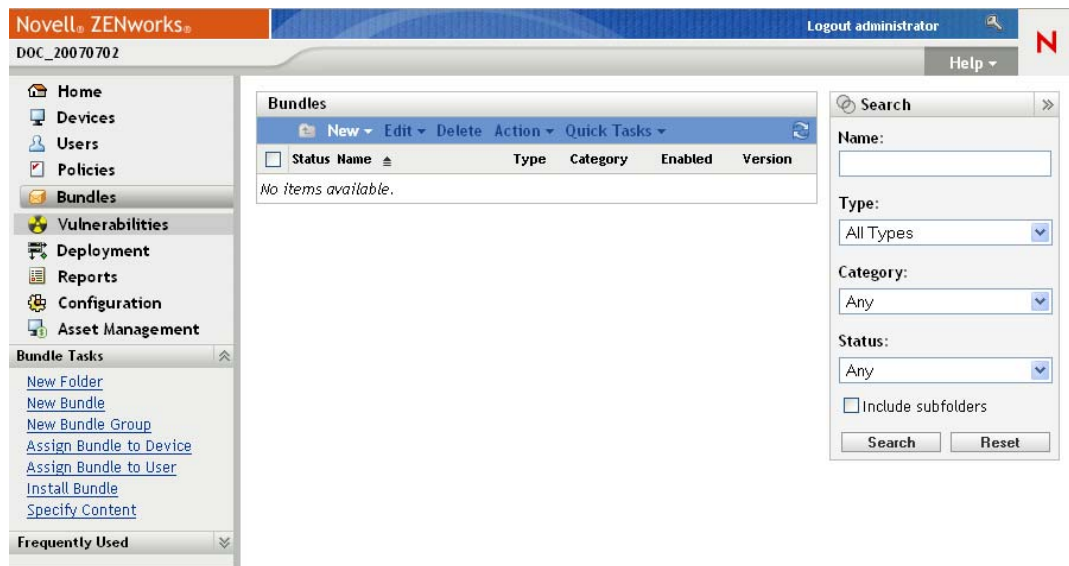 Novell® ZENworks®
Logout administrator
DOC_20070702
Help
N
Home
Devices
Users
Policies
Bundles
Vulnerabilities
Deployment
Reports
Configuration
Asset Management
Bundle Tasks
New Folder
New Bundle
New Bundle Group
Assign Bundle to Device
Assign Bundle to User
Install Bundle
Specify Content
Frequently Used
Bundles
New Edit Delete Action Quick Tasks
Status Name Type Category Enabled Version
No items available.
Search
Name:
Type:
All Types
Category:
Any
Status:
Any
Include subfolders
Search Reset